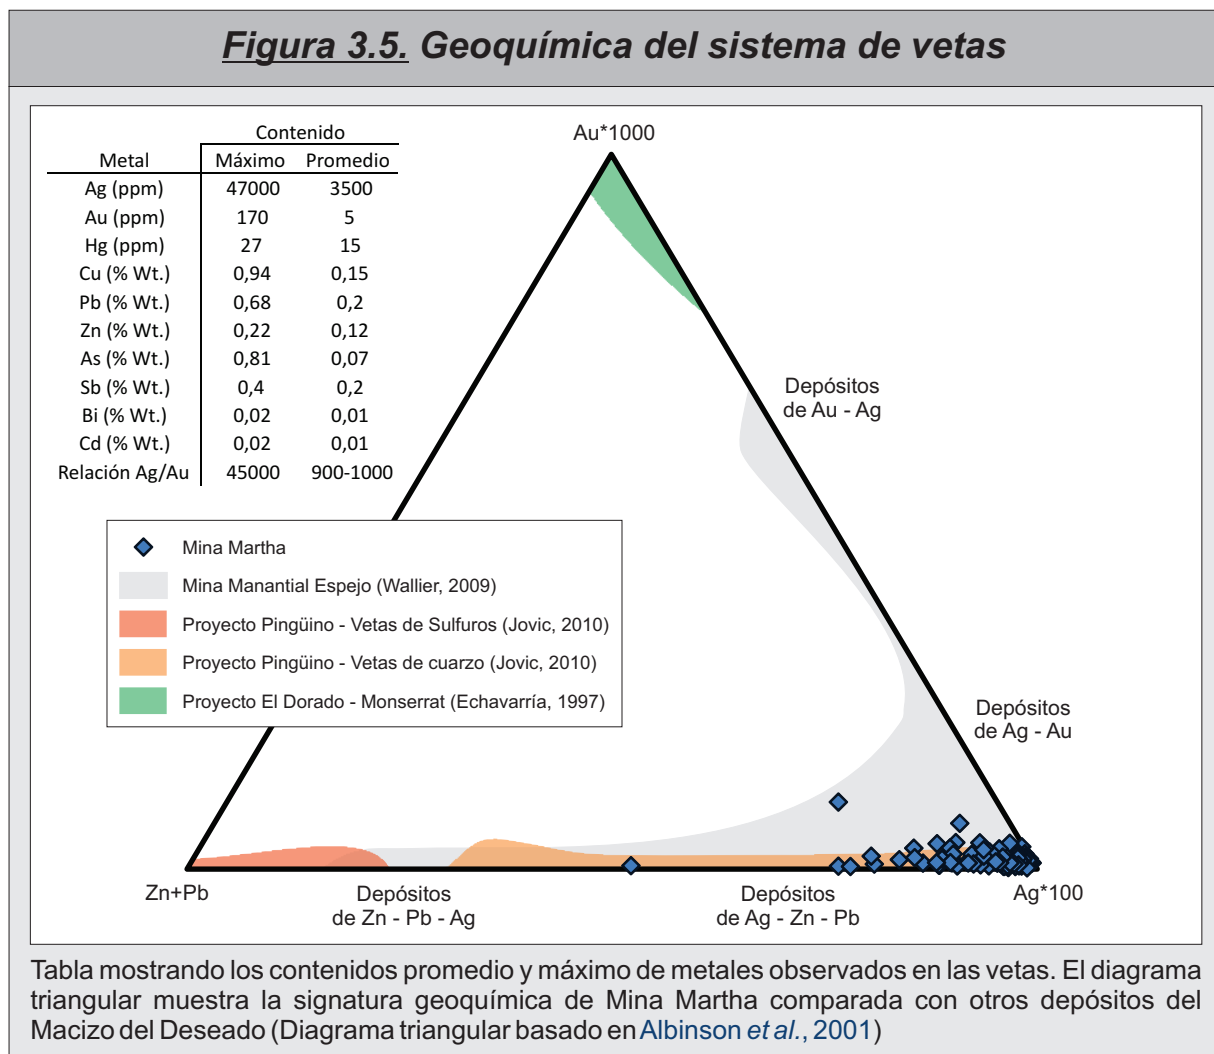 Figura 3.5. Geoquímica del sistema de vetas
Contenido
Metal Máximo Promedio
Ag (ppm) 47000 3500
Au (ppm) 170 5
Hg (ppm) 27 15
Cu (% Wt.) 0,94 0,15
Pb (% Wt.) 0,68 0,2
Zn (% Wt.) 0,22 0,12
As (% Wt.) 0,81 0,07
Sb (% Wt.) 0,4 0,2
Bi (% Wt.) 0,02 0,01
Cd (% Wt.) 0,02 0,01
Relación Ag/Au 45000 900-1000
Au*1000
Depósitos
de Au - Ag
Mina Martha
Mina Manantial Espejo (Wallier, 2009)
Proyecto Pingüino - Vetas de Sulfuros (Jovic, 2010)
Proyecto Pingüino - Vetas de cuarzo (Jovic, 2010)
Proyecto El Dorado - Monserrat (Echavarría, 1997)
Depósitos
de Ag - Au
Zn+Pb
Depósitos
de Zn - Pb - Ag
Depósitos
de Ag - Zn - Pb
Ag*100
Tabla mostrando los contenidos promedio y máximo de metales observados en las vetas. El diagrama
triangular muestra la signatura geoquímica de Mina Martha comparada con otros depósitos del
Macizo del Deseado (Diagrama triangular basado en Albinson et al., 2001)